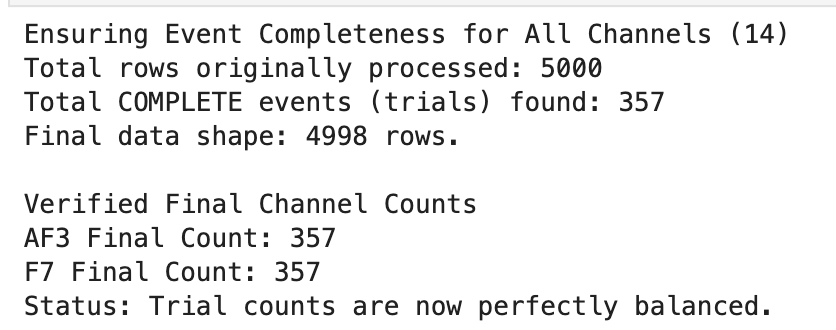 Ensuring Event Completeness for All Channels (14)
Total rows originally processed: 5000
Total COMPLETE events (trials) found: 357
Final data shape: 4998 rows.
Verified Final Channel Counts
AF3 Final Count: 357
F7 Final Count: 357
Status: Trial counts are now perfectly balanced.